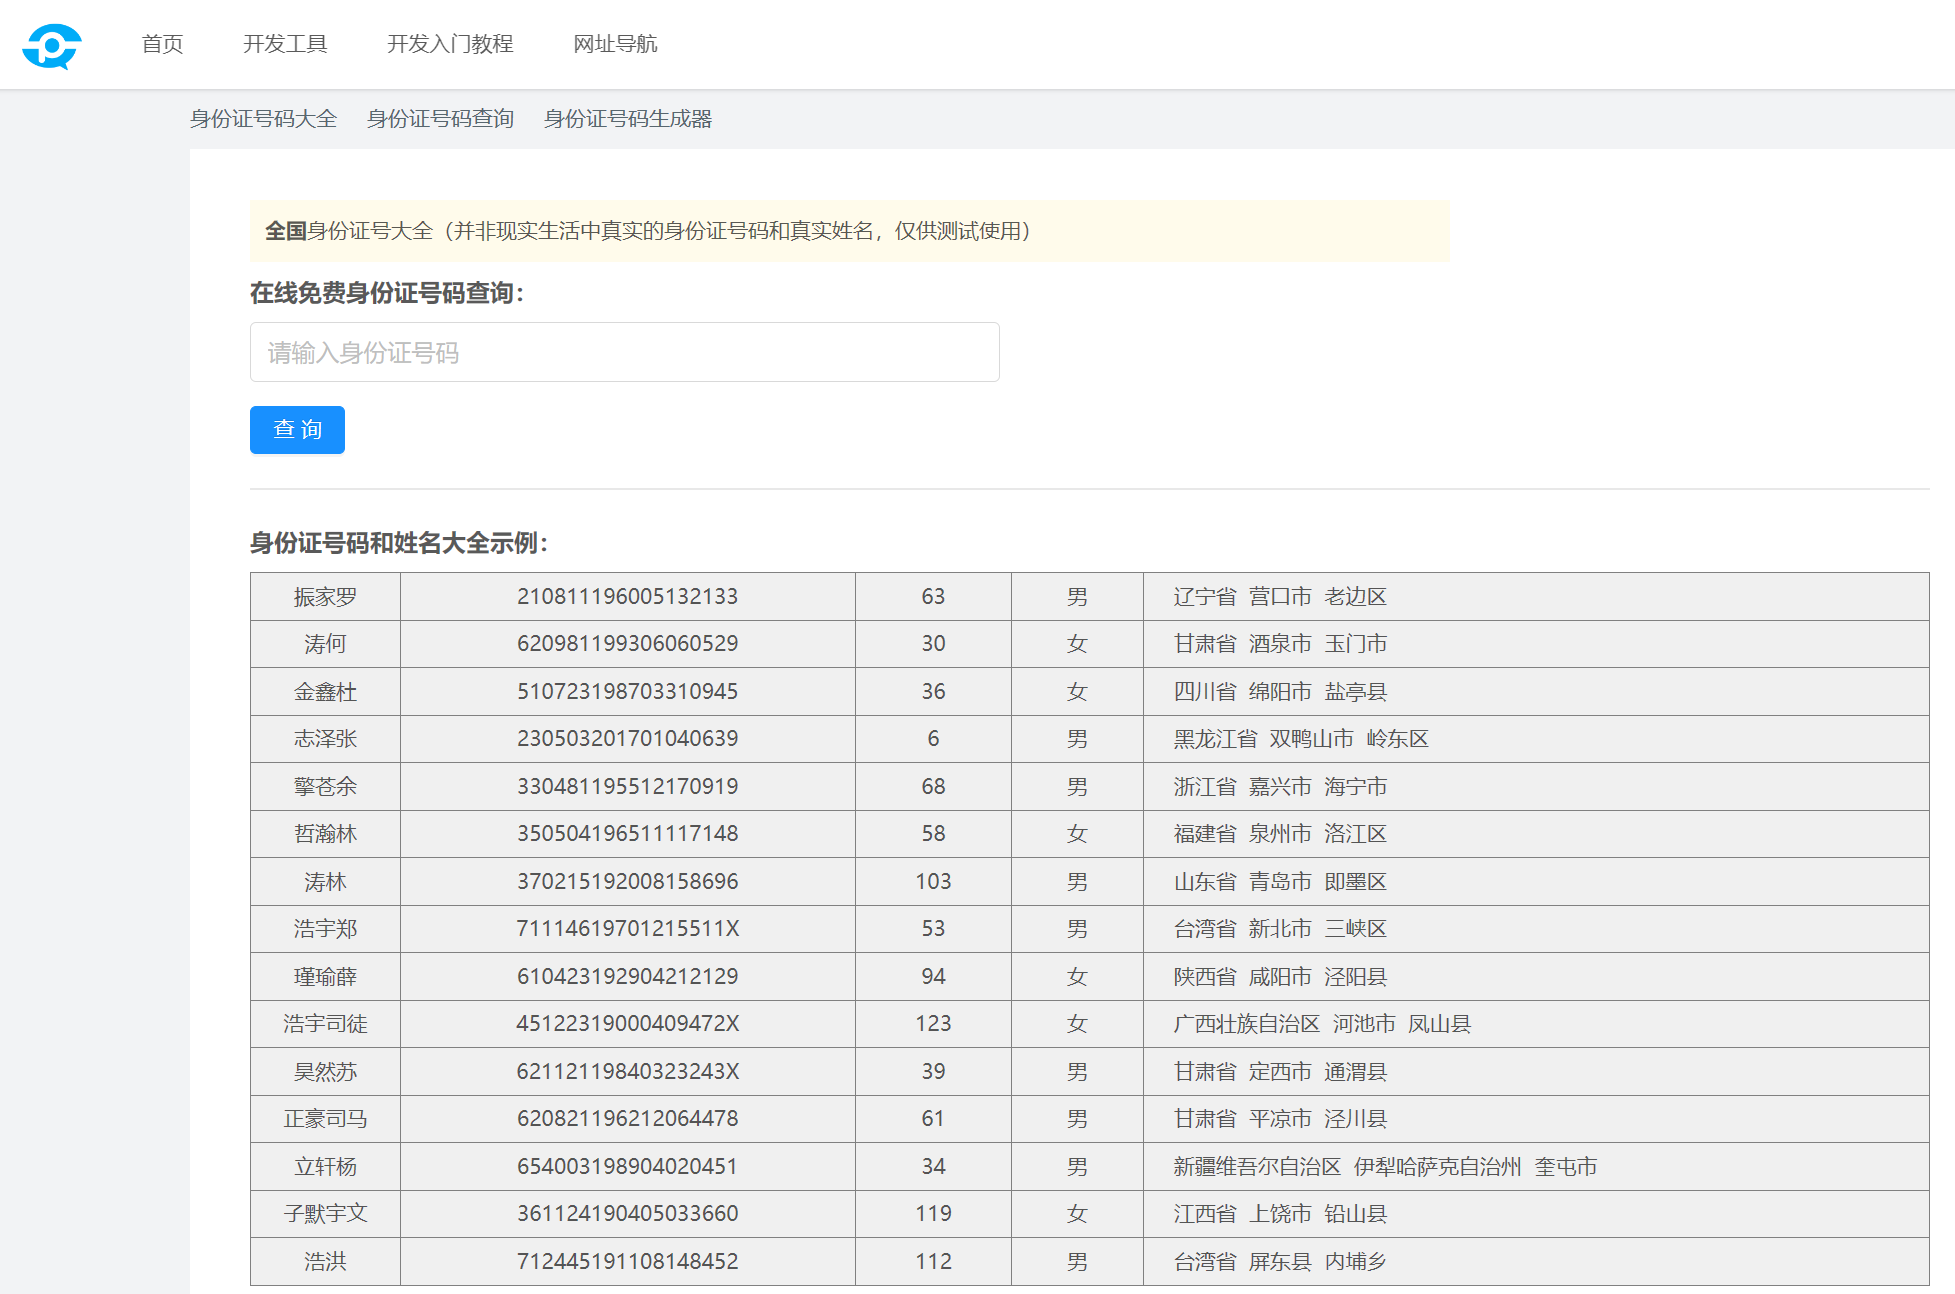 首页 开发工具 开发入门教程 网址导航
身份证号码大全 身份证号码查询 身份证号码生成器
全国身份证号大全（并非现实生活中真实的身份证号码和真实姓名，仅供测试使用）
在线免费身份证号码查询：
请输入身份证号码
查 询
身份证号码和姓名大全示例：
振家罗 210811196005132133 63 男 辽宁省 营口市 老边区
涛何 620981199306060529 30 女 甘肃省 酒泉市 玉门市
金鑫杜 510723198703310945 36 女 四川省 绵阳市 盐亭县
志泽张 230503201701040639 6 男 黑龙江省 双鸭山市 岭东区
擎苍余 330481195512170919 68 男 浙江省 嘉兴市 海宁市
哲瀚林 350504196511117148 58 女 福建省 泉州市 洛江区
涛林 370215192008158696 103 男 山东省 青岛市 即墨区
浩宇郑 71114619701215511X 53 男 台湾省 新北市 三峡区
瑾瑜薛 610423192904212129 94 女 陕西省 咸阳市 泾阳县
浩宇司徒 45122319000409472X 123 女 广西壮族自治区 河池市 凤山县
昊然苏 62112119840323243X 39 男 甘肃省 定西市 通渭县
正豪司马 620821196212064478 61 男 甘肃省 平凉市 泾川县
立轩杨 654003198904020451 34 男 新疆维吾尔自治区 伊犁哈萨克自治州 奎屯市
子默宇文 361124190405033660 119 女 江西省 上饶市 铅山县
浩洪 712445191108148452 112 男 台湾省 屏东县 内埔乡